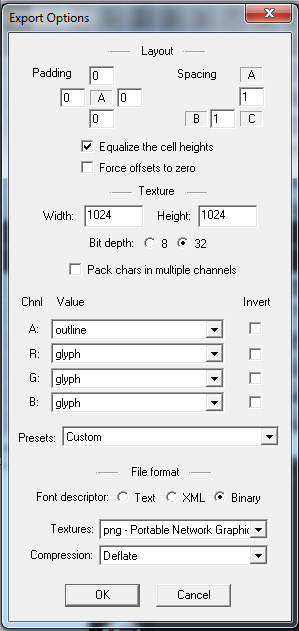 Export Options
Layout
Padding 0 Spacing A
0 A 0 1
0 B 1 C
Equalize the cell heights
Force offsets to zero
Texture
Width: 1024 Height: 1024
Bit depth: 8 32
Pack chars in multiple channels
Chnl Value Invert
A: outline
R: glyph
G: glyph
B: glyph
Presets: Custom
File format
Font descriptor: Text XML Binary
Textures: png - Portable Network Graphic
Compression: Deflate
OK Cancel